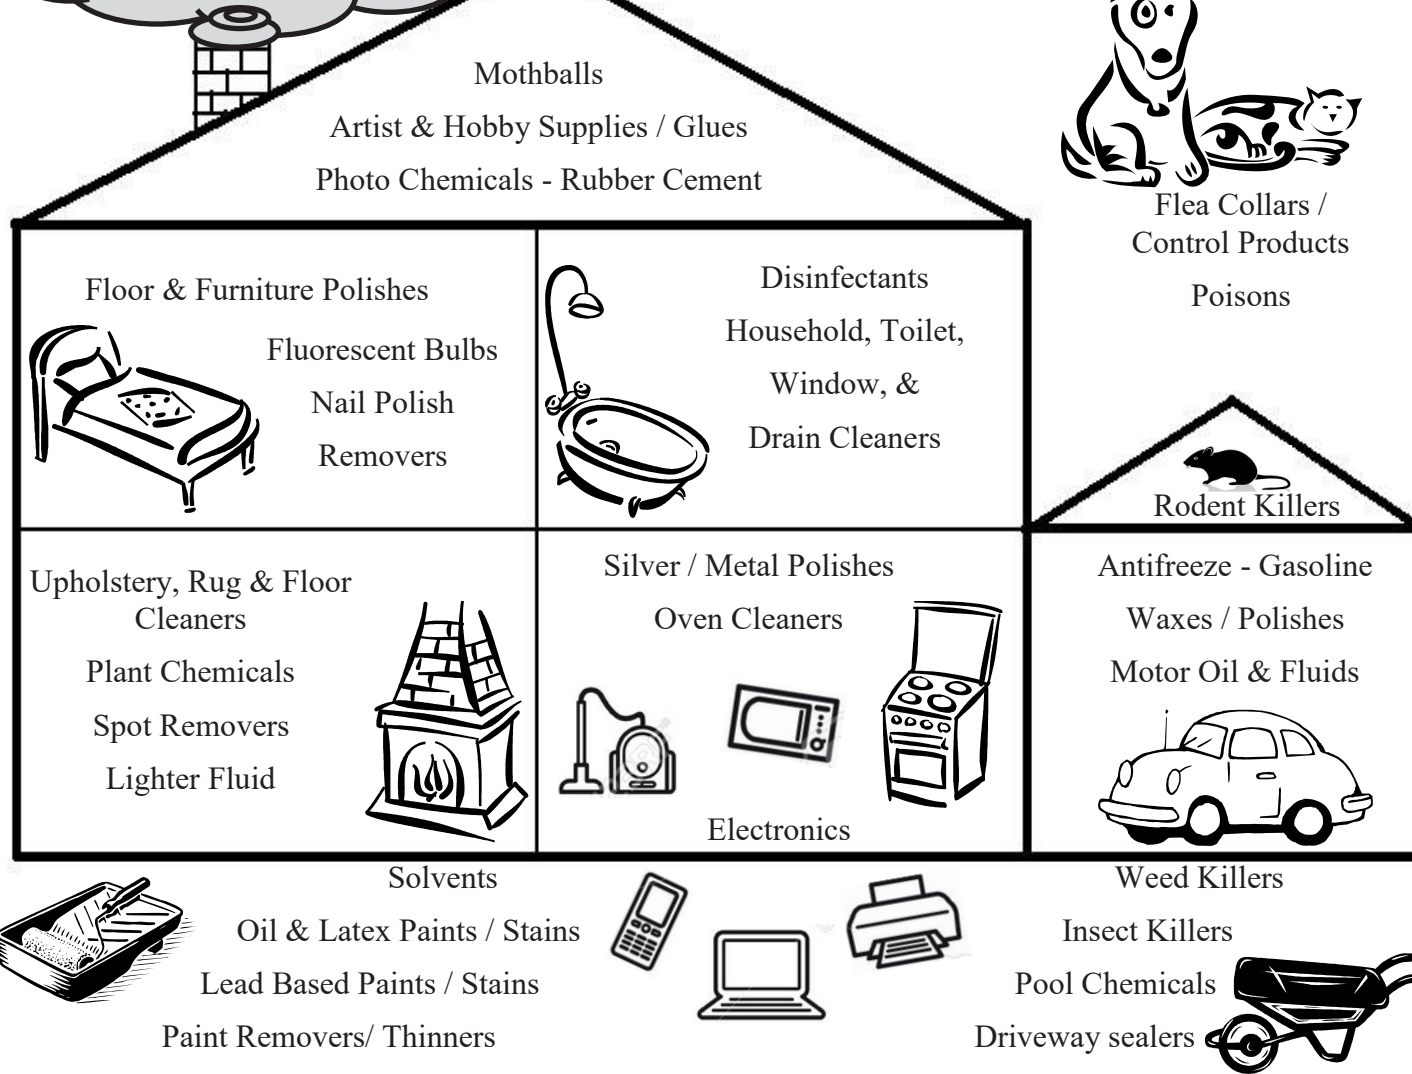 Mothballs
Artist & Hobby Supplies / Glues
Photo Chemicals - Rubber Cement
Flea Collars /
Control Products
Poisons
Floor & Furniture Polishes
Fluorescent Bulbs
Nail Polish
Removers
Disinfectants
Household, Toilet,
Window, &
Drain Cleaners
Rodent Killers
Upholstery, Rug & Floor
Cleaners
Plant Chemicals
Spot Removers
Lighter Fluid
Silver / Metal Polishes
Oven Cleaners
Electronics
Antifreeze - Gasoline
Waxes / Polishes
Motor Oil & Fluids
Solvents
Oil & Latex Paints / Stains
Lead Based Paints / Stains
Paint Removers/ Thinners
Weed Killers
Insect Killers
Pool Chemicals
Driveway sealers